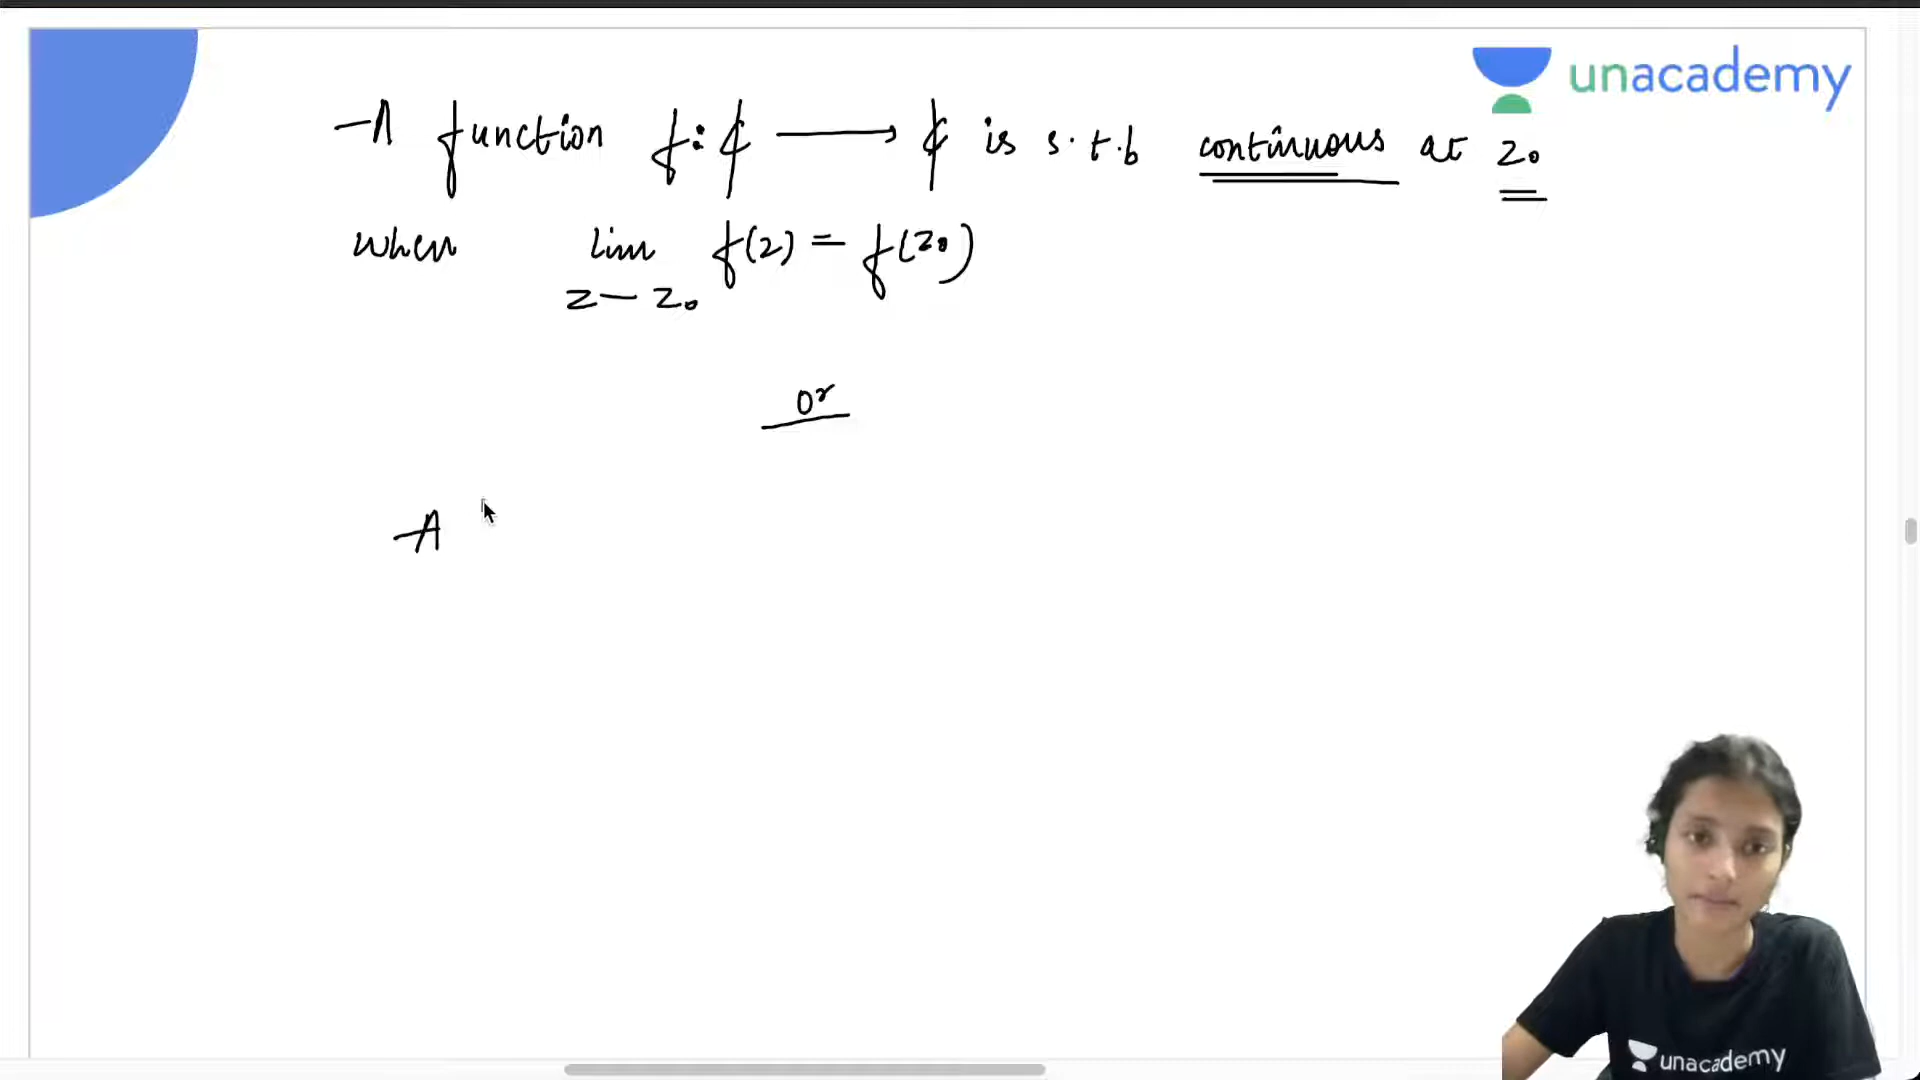 unacademy
A function f: ℂ ⟶ ℂ is s.t.b continuous at z₀
when lim f(z) = f(z₀)
z — z₀
or
A
unacademy